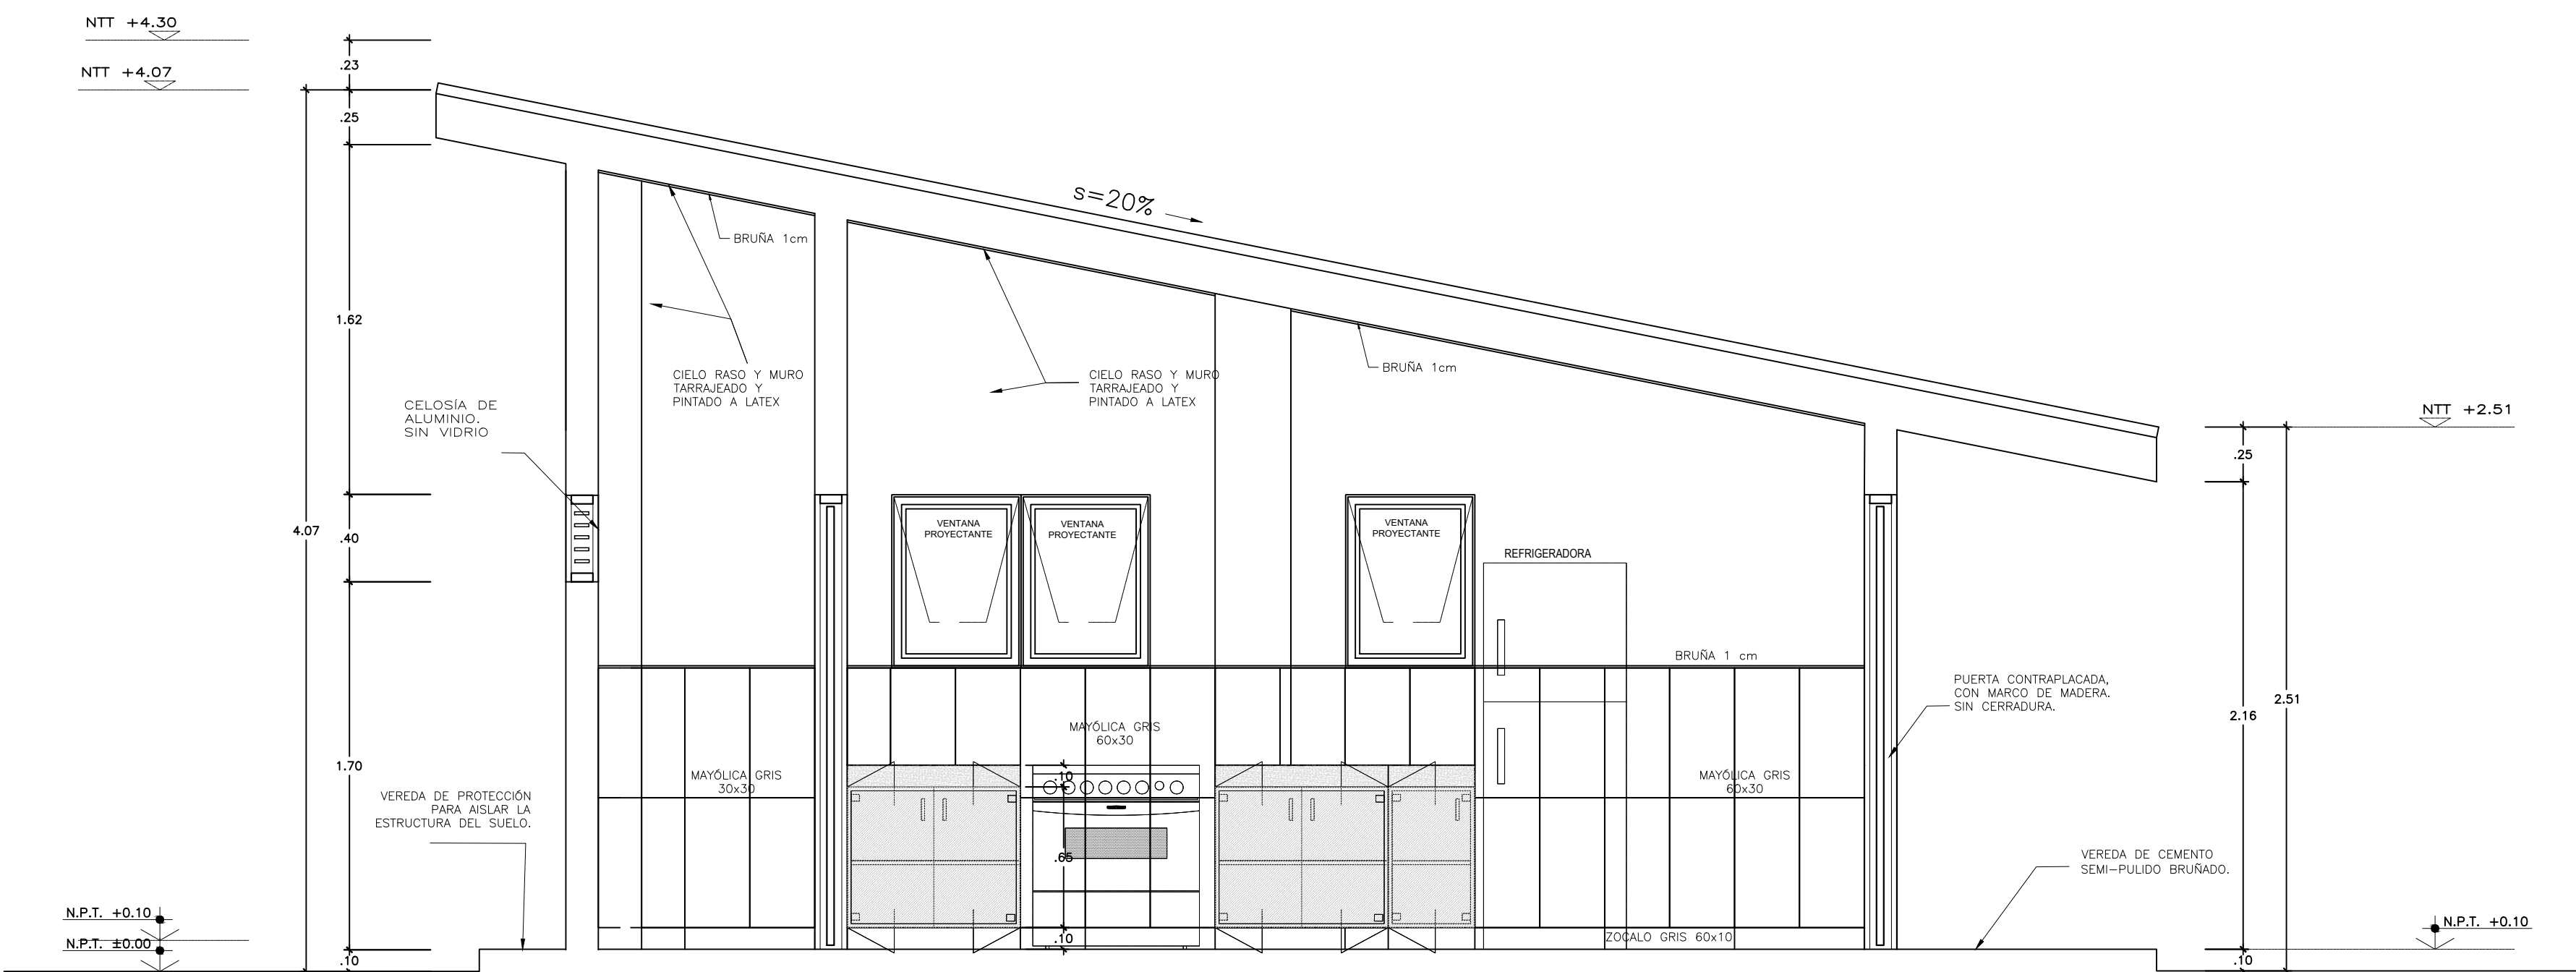 NTT +4.30
.23
NTT +4.07
.25
s=20%
BRUÑA 1cm
1.62
CIELO RASO Y MURO
TARRAJEADO Y
PINTADO A LATEX
CIELO RASO Y MURO
TARRAJEADO Y
PINTADO A LATEX
BRUÑA 1cm
CELOSÍA DE
ALUMINIO.
SIN VIDRIO
NTT +2.51
.25
4.07
.40
VENTANA
PROYECTANTE
VENTANA
PROYECTANTE
VENTANA
PROYECTANTE
REFRIGERADORA
BRUÑA 1 cm
PUERTA CONTRAPLACADA,
CON MARCO DE MADERA.
SIN CERRADURA.
2.16
2.51
1.70
MAYÓLICA GRIS
60x30
MAYÓLICA GRIS
30x30
.10
MAYÓLICA GRIS
60x30
VEREDA DE PROTECCIÓN
PARA AISLAR LA
ESTRUCTURA DEL SUELO.
.65
VEREDA DE CEMENTO
SEMI-PULIDO BRUÑADO.
N.P.T. +0.10
N.P.T. ±0.00
.10
.10
ZOCALO GRIS 60x10
N.P.T. +0.10
.10